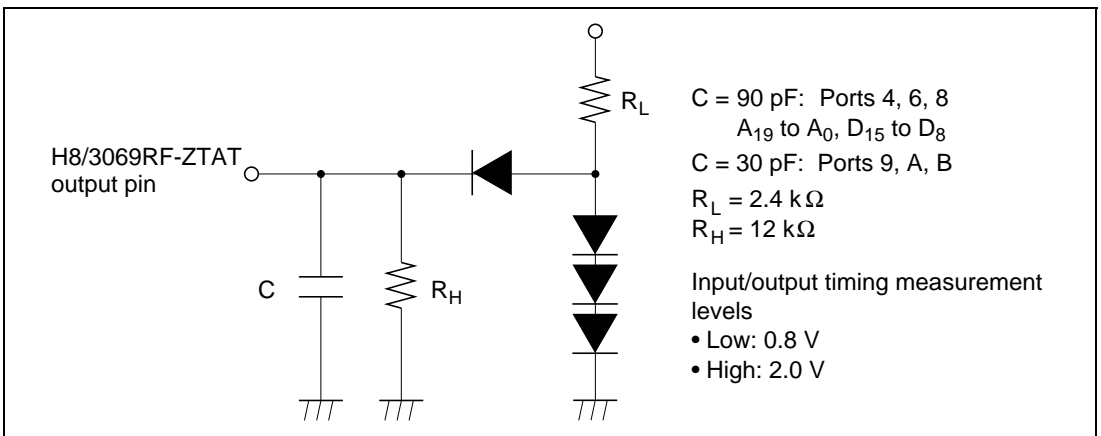 H8/3069RF-ZTAT
output pin
C
R_H
R_L
C = 90 pF: Ports 4, 6, 8
A_19 to A_0, D_15 to D_8
C = 30 pF: Ports 9, A, B
R_L = 2.4 kΩ
R_H = 12 kΩ
Input/output timing measurement
levels
• Low: 0.8 V
• High: 2.0 V